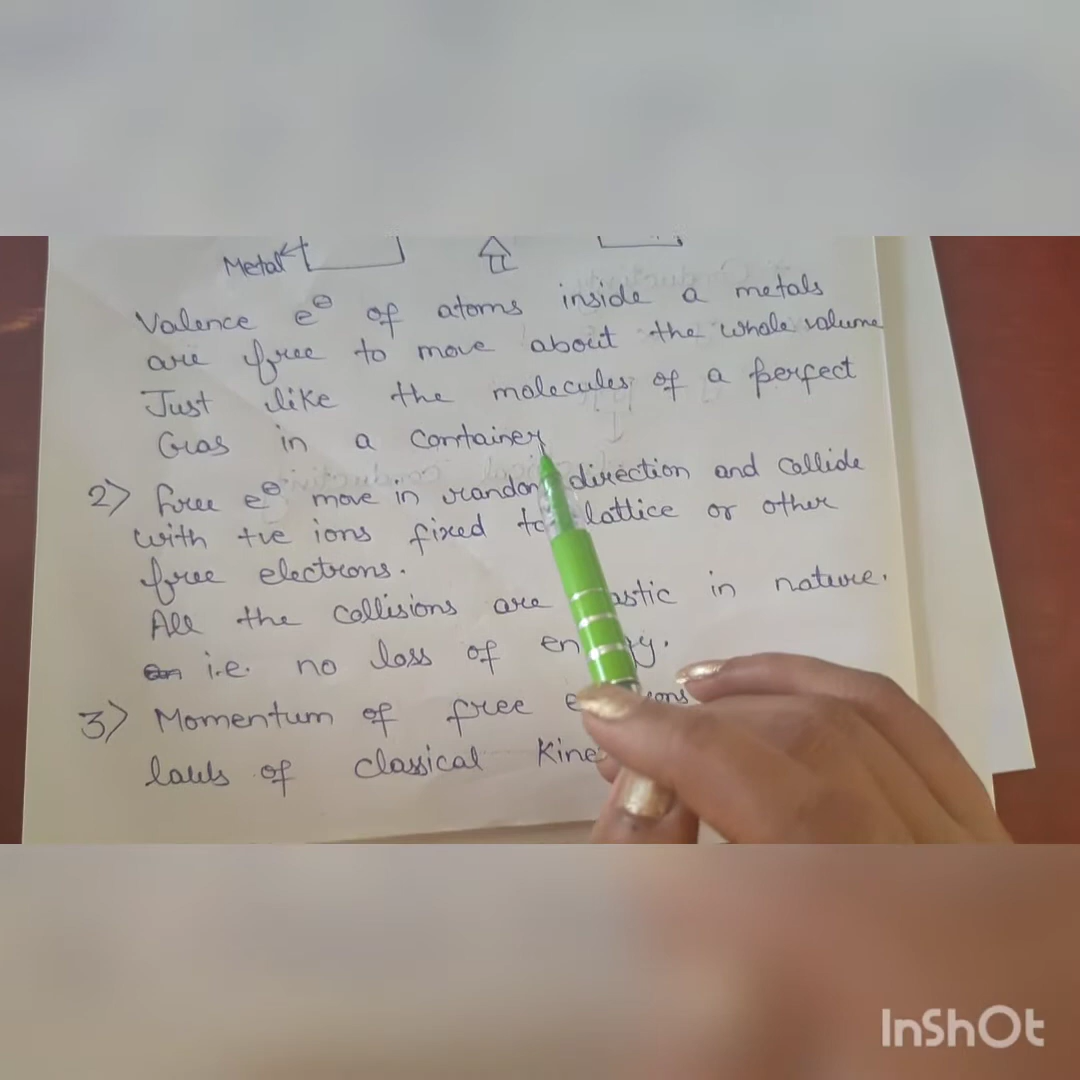 Metal
Valence e⊖ of atoms inside a metals
are free to move about the whole volume
Just like the molecules of a perfect
Gas in a container
2) free e⊖ move in random direction and collide
with +ve ions fixed to lattice or other
free electrons.
All the collisions are in nature.
i.e. no loss of energy.
3) Momentum of free
laws of classical
InShOt